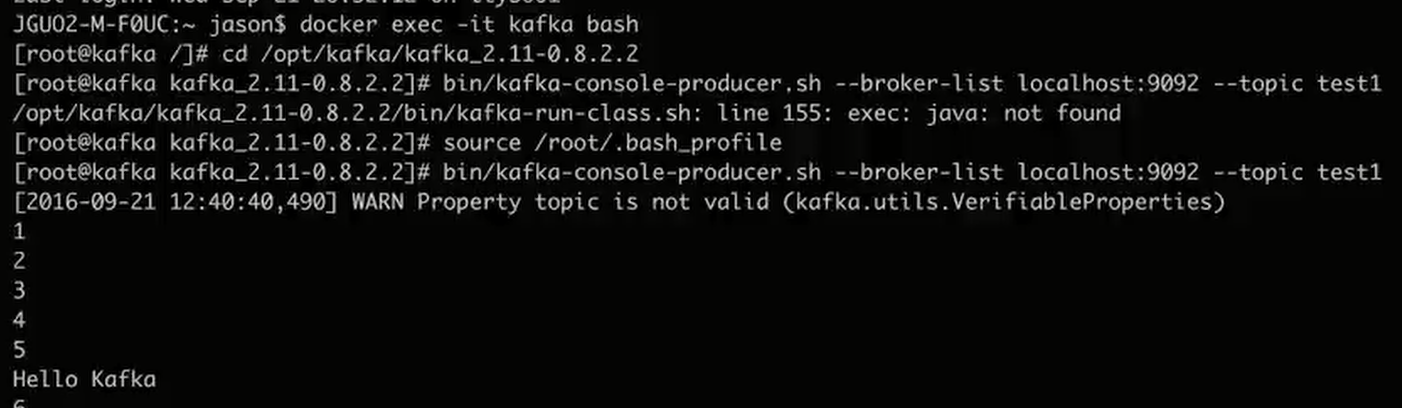 JGUO2-M-F0UC:~ jason$ docker exec -it kafka bash
[root@kafka /]# cd /opt/kafka/kafka_2.11-0.8.2.2
[root@kafka kafka_2.11-0.8.2.2]# bin/kafka-console-producer.sh --broker-list localhost:9092 --topic test1
/opt/kafka/kafka_2.11-0.8.2.2/bin/kafka-run-class.sh: line 155: exec: java: not found
[root@kafka kafka_2.11-0.8.2.2]# source /root/.bash_profile
[root@kafka kafka_2.11-0.8.2.2]# bin/kafka-console-producer.sh --broker-list localhost:9092 --topic test1
[2016-09-21 12:40:40,490] WARN Property topic is not valid (kafka.utils.VerifiableProperties)
1
2
3
4
5
Hello Kafka